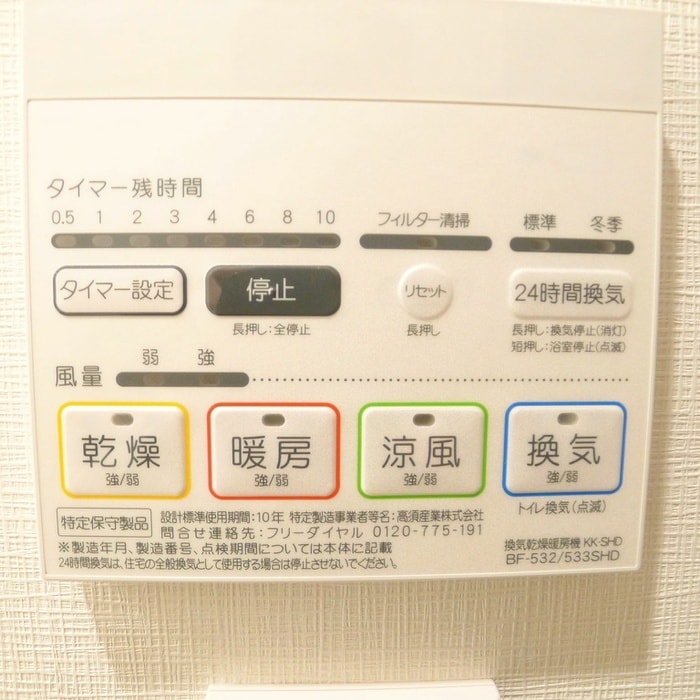 タイマー残時間
0.5 1 2 3 4 6 8 10 フィルター清掃 標準 冬季
タイマー設定 停止 リセット 24時間換気
長押し:全停止 長押し 長押し:換気停止(消灯)
短押し:浴室停止(点滅)
弱 強
風量
乾燥 暖房 涼風 換気
強/弱 強/弱 強/弱 強/弱
トイレ換気(点滅)
特定保守製品 設計標準使用期間:10年 特定製造事業者等名:高須産業株式会社
問合せ連絡先:フリーダイヤル 0120-775-191
※製造年月、製造番号、点検期間については本体に記載
24時間換気は、住宅の全般換気として使用する場合は停止させないでください。
換気乾燥暖房機 KK-SHD
BF-532/533SHD